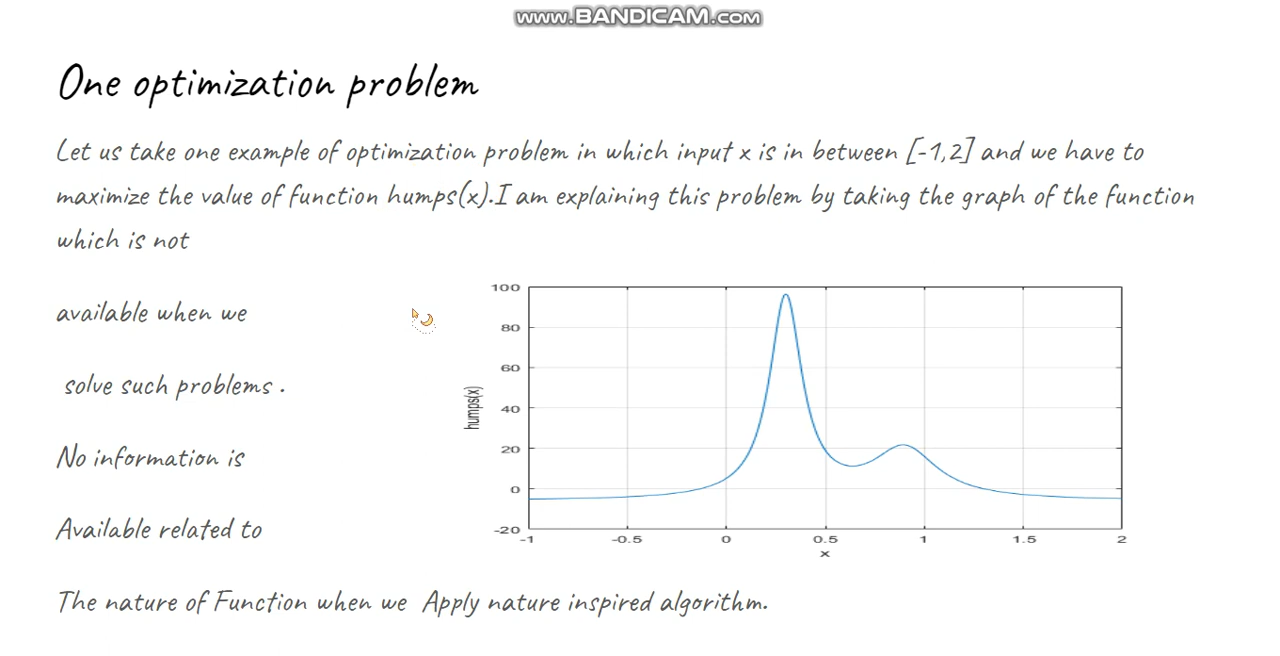 www.BANDICAM.com
One optimization problem
Let us take one example of optimization problem in which input x is in between [-1,2] and we have to
maximize the value of function humps(x).I am explaining this problem by taking the graph of the function
which is not
available when we
solve such problems .
No information is
Available related to
The nature of Function when we Apply nature inspired algorithm.
100
80
60
40
20
0
-20
humps(x)
-1 -0.5 0 0.5 1 1.5 2
x